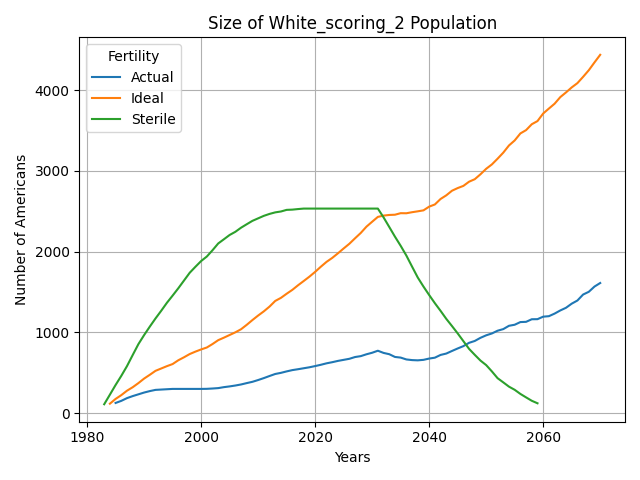 Size of White_scoring_2 Population
Fertility
Actual
Ideal
Sterile
Number of Americans
4000
3000
2000
1000
0
1980
2000
2020
2040
2060
Years